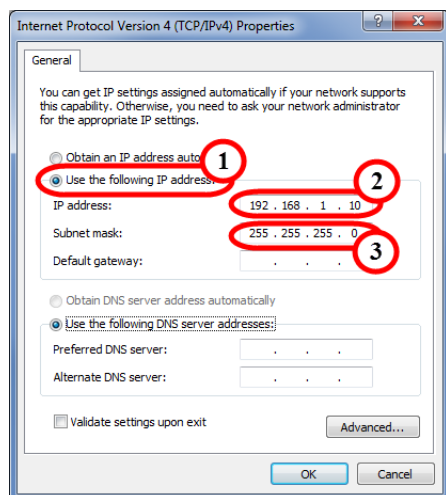 Internet Protocol Version 4 (TCP/IPv4) Properties
General
You can get IP settings assigned automatically if your network supports
this capability. Otherwise, you need to ask your network administrator
for the appropriate IP settings.
Obtain an IP address
1
Use the following IP address:
2
IP address: 192 . 168 . 1 . 10
Subnet mask: 255 . 255 . 255 . 0
3
Default gateway: . . .
Obtain DNS server address automatically
Use the following DNS server addresses:
Preferred DNS server: . . .
Alternate DNS server: . . .
Validate settings upon exit
Advanced...
OK Cancel